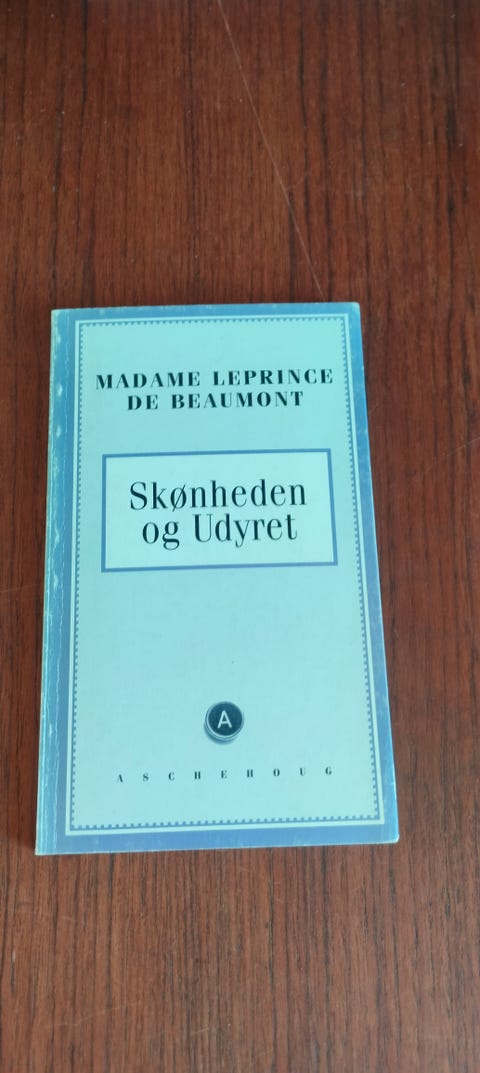 MADAME LEPRINCE
DE BEAUMONT
Skønheden
og Udyret
A
ASCHEHOUG